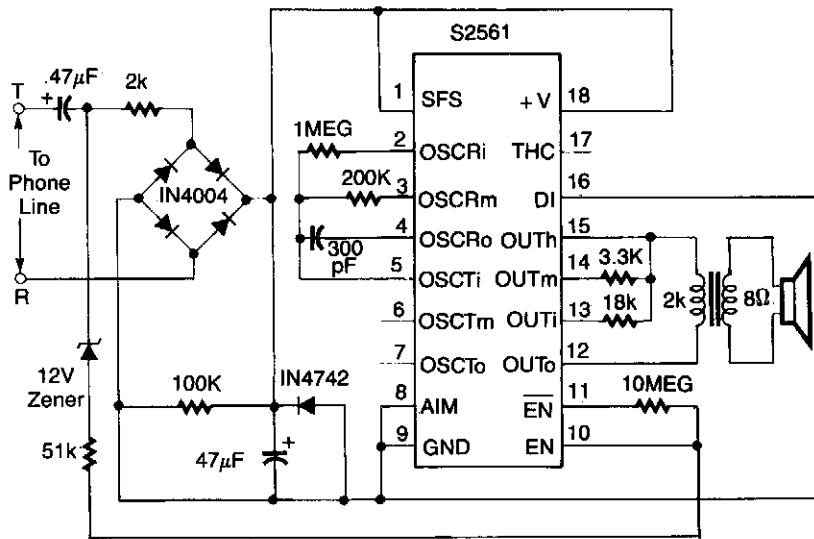 S2561
.47µF
+
2k
T
To
Phone
Line
R
IN4004
1MEG
200K
300
pF
1 SFS
2 OSCRi
3 OSCRm
4 OSCRo
5 OSCTi
6 OSCTm
7 OSCTo
8 AIM
9 GND
+V 18
THC 17
DI 16
OUTh 15
OUTm 14
OUTi 13
OUTo 12
EN 11
EN 10
3.3K
18k
2k
8Ω
10MEG
12V
Zener
51k
100K
IN4742
47µF
+